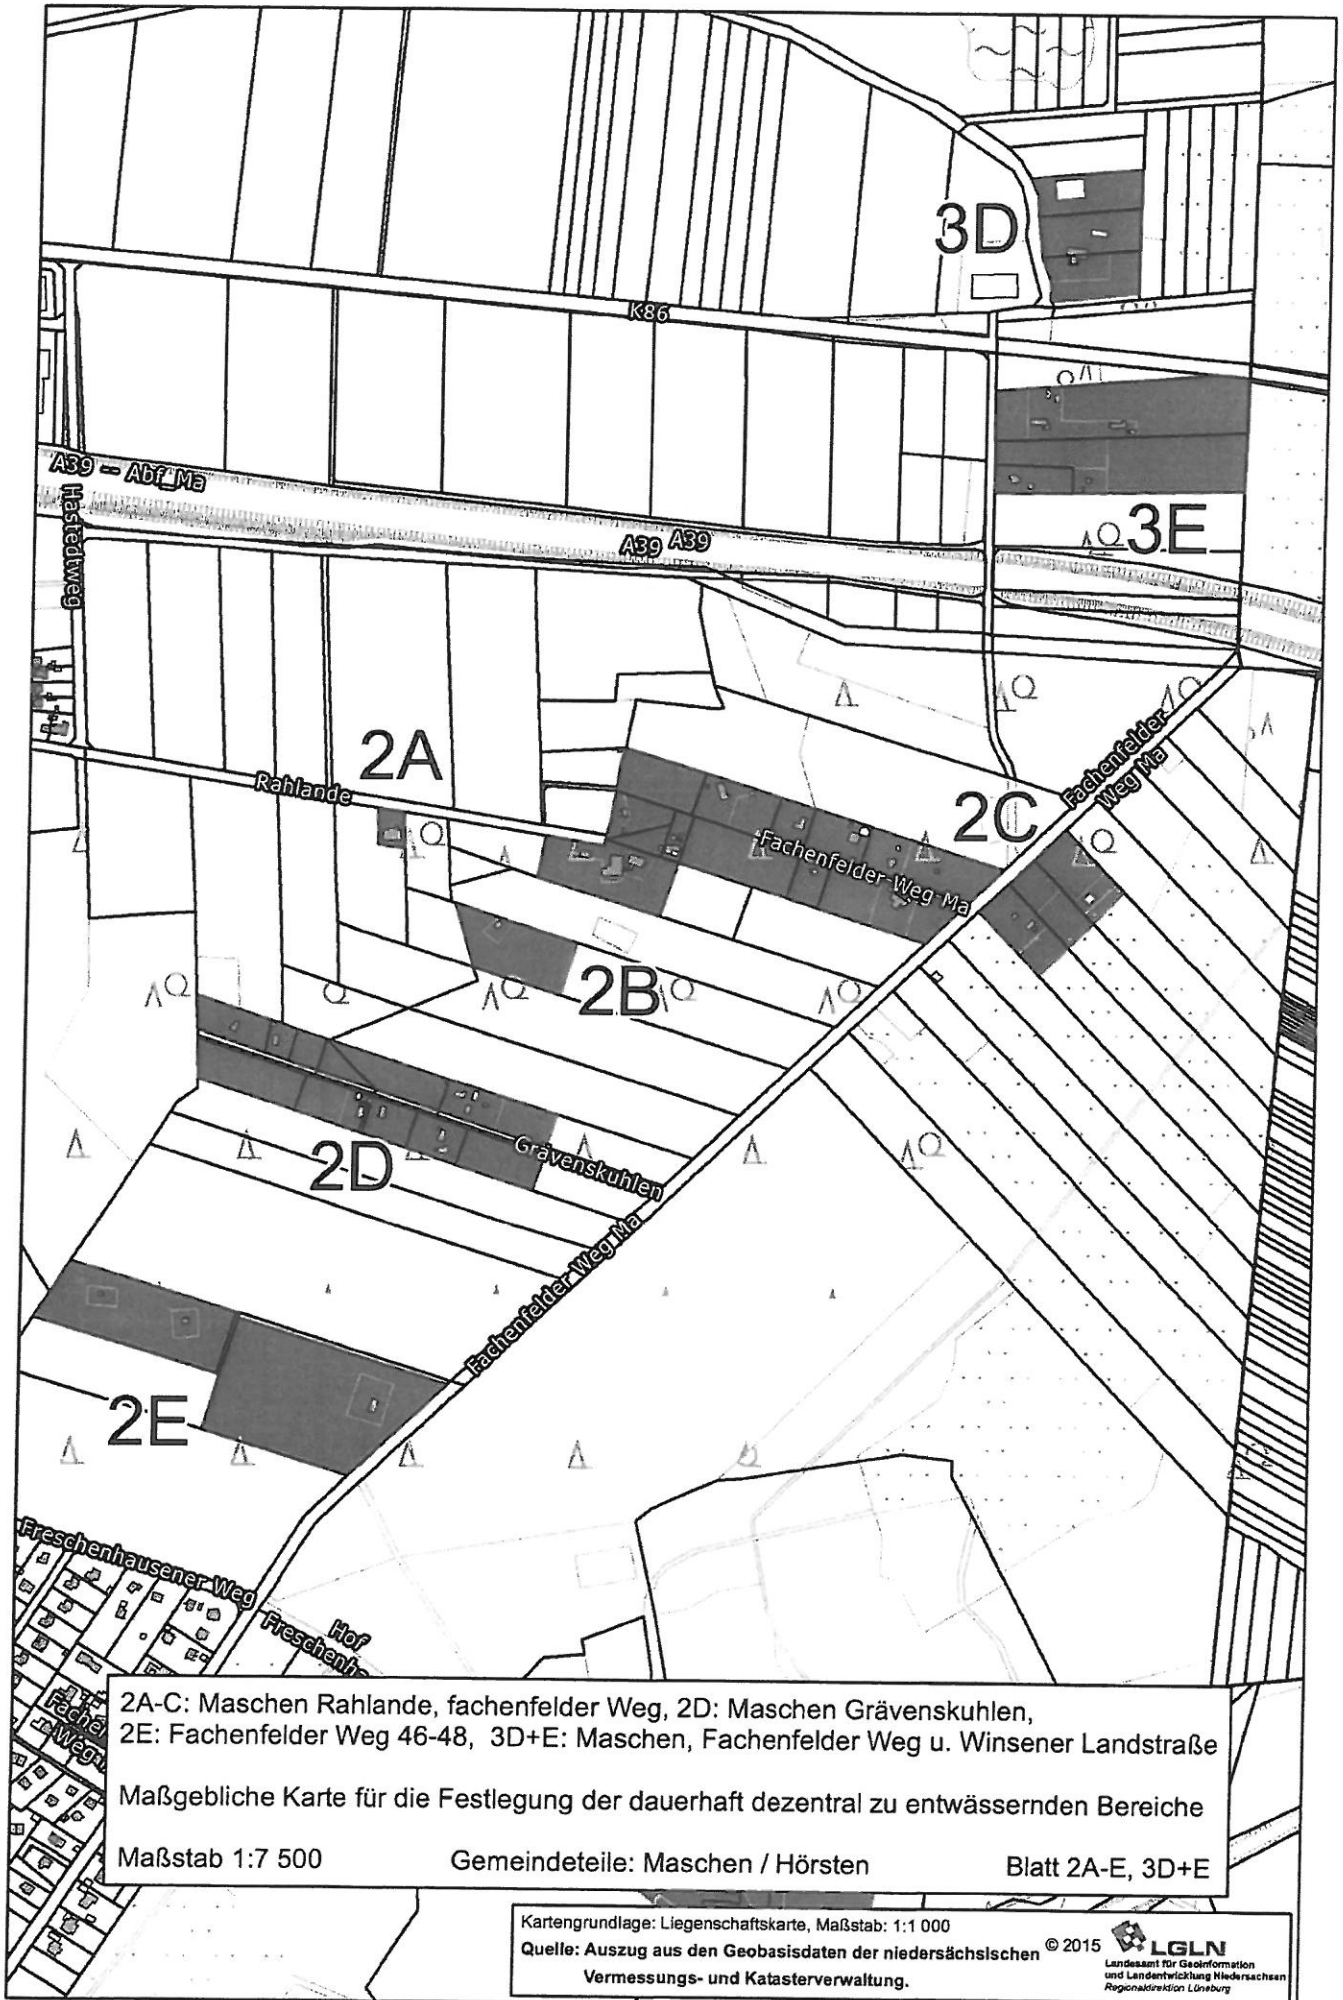 3D
K86
A39 -- Abf_Ma
Hastedtweg
A39 A39
3E
2A
Rahlande
2C
Fachenfelder
Weg Ma
Fachenfelder-Weg-Ma
2B
2D
Grävenskuhlen
Fachenfelder Weg Ma
2E
Freschenhausener Weg
Hof
Freschenha
Fachen
Weg
2A-C: Maschen Rahlande, fachenfelder Weg, 2D: Maschen Grävenskuhlen,
2E: Fachenfelder Weg 46-48, 3D+E: Maschen, Fachenfelder Weg u. Winsener Landstraße
Maßgebliche Karte für die Festlegung der dauerhaft dezentral zu entwässernden Bereiche
Maßstab 1:7 500 Gemeindeteile: Maschen / Hörsten Blatt 2A-E, 3D+E
Kartengrundlage: Liegenschaftskarte, Maßstab: 1:1 000
Quelle: Auszug aus den Geobasisdaten der niedersächsischen © 2015
Vermessungs- und Katasterverwaltung.
LGLN
Landesamt für Geoinformation
und Landentwicklung Niedersachsen
Regionaldirektion Lüneburg